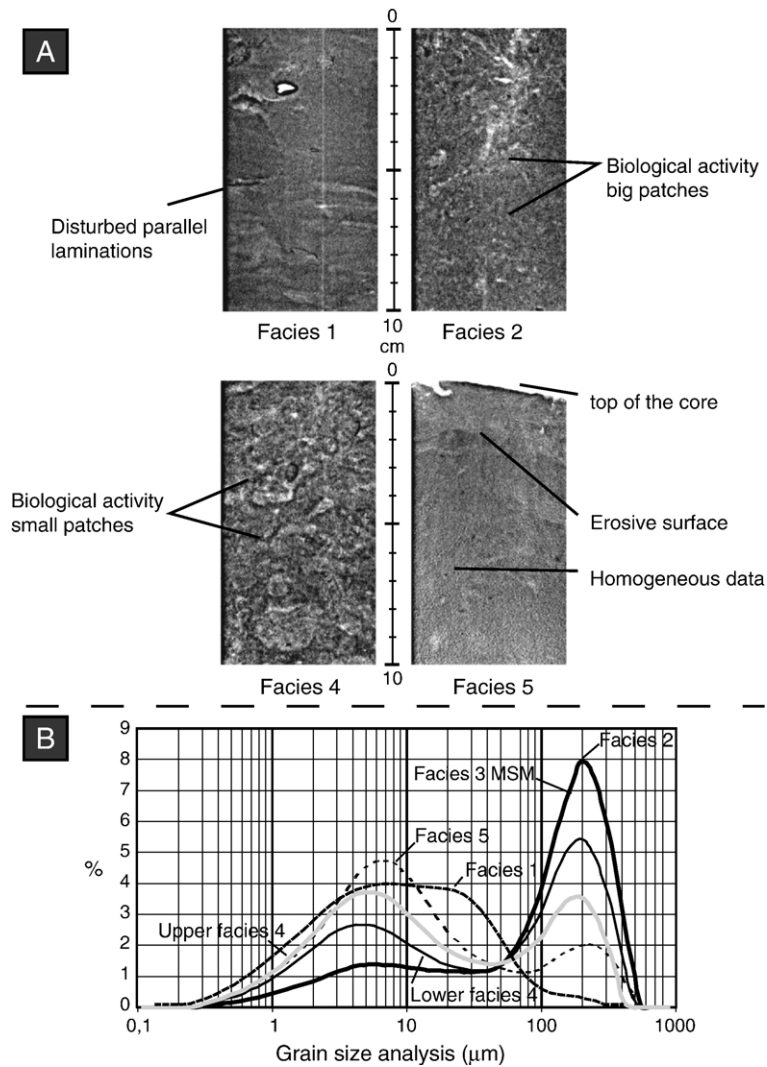 A
0
Disturbed parallel
laminations
Biological activity
big patches
Facies 1
10
cm
Facies 2
0
top of the core
Biological activity
small patches
Erosive surface
Homogeneous data
Facies 4
10
Facies 5
B
9
8
7
6
5
4
3
2
1
0
%
Facies 2
Facies 3 MSM
Facies 5
Facies 1
Upper facies 4
Lower facies 4
0,1
1
10
100
1000
Grain size analysis (μm)